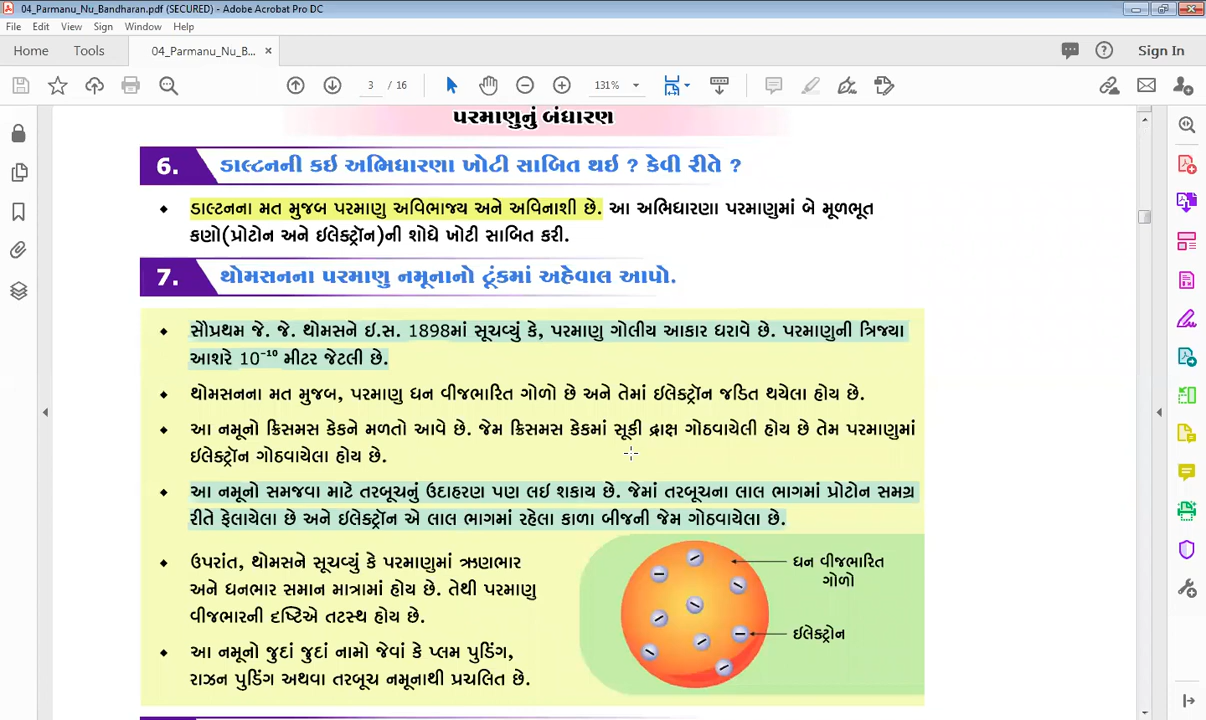 04_Parmanu_Nu_Bandharan.pdf (SECURED) - Adobe Acrobat Pro DC
File Edit View Sign Window Help
Home Tools 04_Parmanu_Nu_B... × Sign In
3 / 16 131%
પરમાણુનું બંધારણ
6. ડાલ્ટનની કઇ અભિધારણા ખોટી સાબિત થઇ ? કેવી રીતે ?
ડાલ્ટનના મત મુજબ પરમાણુ અવિભાજ્ય અને અવિનાશી છે. આ અભિધારણા પરમાણુમાં બે મૂળભૂત
કણો(પ્રોટોન અને ઇલેક્ટ્રૉન)ની શોધે ખોટી સાબિત કરી.
7. થોમસનના પરમાણુ નમૂનાનો ટૂંકમાં અહેવાલ આપો.
સૌપ્રથમ જે. જે. થોમસને ઇ.સ. 1898માં સૂચવ્યું કે, પરમાણુ ગોલીય આકાર ધરાવે છે. પરમાણુની ત્રિજ્યા
આશરે 10⁻¹⁰ મીટર જેટલી છે.
થોમસનના મત મુજબ, પરમાણુ ધન વીજભારિત ગોળો છે અને તેમાં ઇલેક્ટ્રૉન જડિત થયેલા હોય છે.
આ નમૂનો ક્રિસમસ કેકને મળતો આવે છે. જેમ ક્રિસમસ કેકમાં સૂકી દ્રાક્ષ ગોઠવાયેલી હોય છે તેમ પરમાણુમાં
ઇલેક્ટ્રૉન ગોઠવાયેલા હોય છે.
આ નમૂનો સમજવા માટે તરબૂચનું ઉદાહરણ પણ લઇ શકાય છે. જેમાં તરબૂચના લાલ ભાગમાં પ્રોટોન સમગ્ર
રીતે ફેલાયેલા છે અને ઇલેક્ટ્રૉન એ લાલ ભાગમાં રહેલા કાળા બીજની જેમ ગોઠવાયેલા છે.
ઉપરાંત, થોમસને સૂચવ્યું કે પરમાણુમાં ઋણભાર
અને ધનભાર સમાન માત્રામાં હોય છે. તેથી પરમાણુ
વીજભારની દષ્ટિએ તટસ્થ હોય છે.
આ નમૂનો જુદાં જુદાં નામો જેવાં કે પ્લમ પુડિંગ,
રાઝન પુડિંગ અથવા તરબૂચ નમૂનાથી પ્રચલિત છે.
ધન વીજભારિત
ગોળો
ઇલેક્ટ્રોન